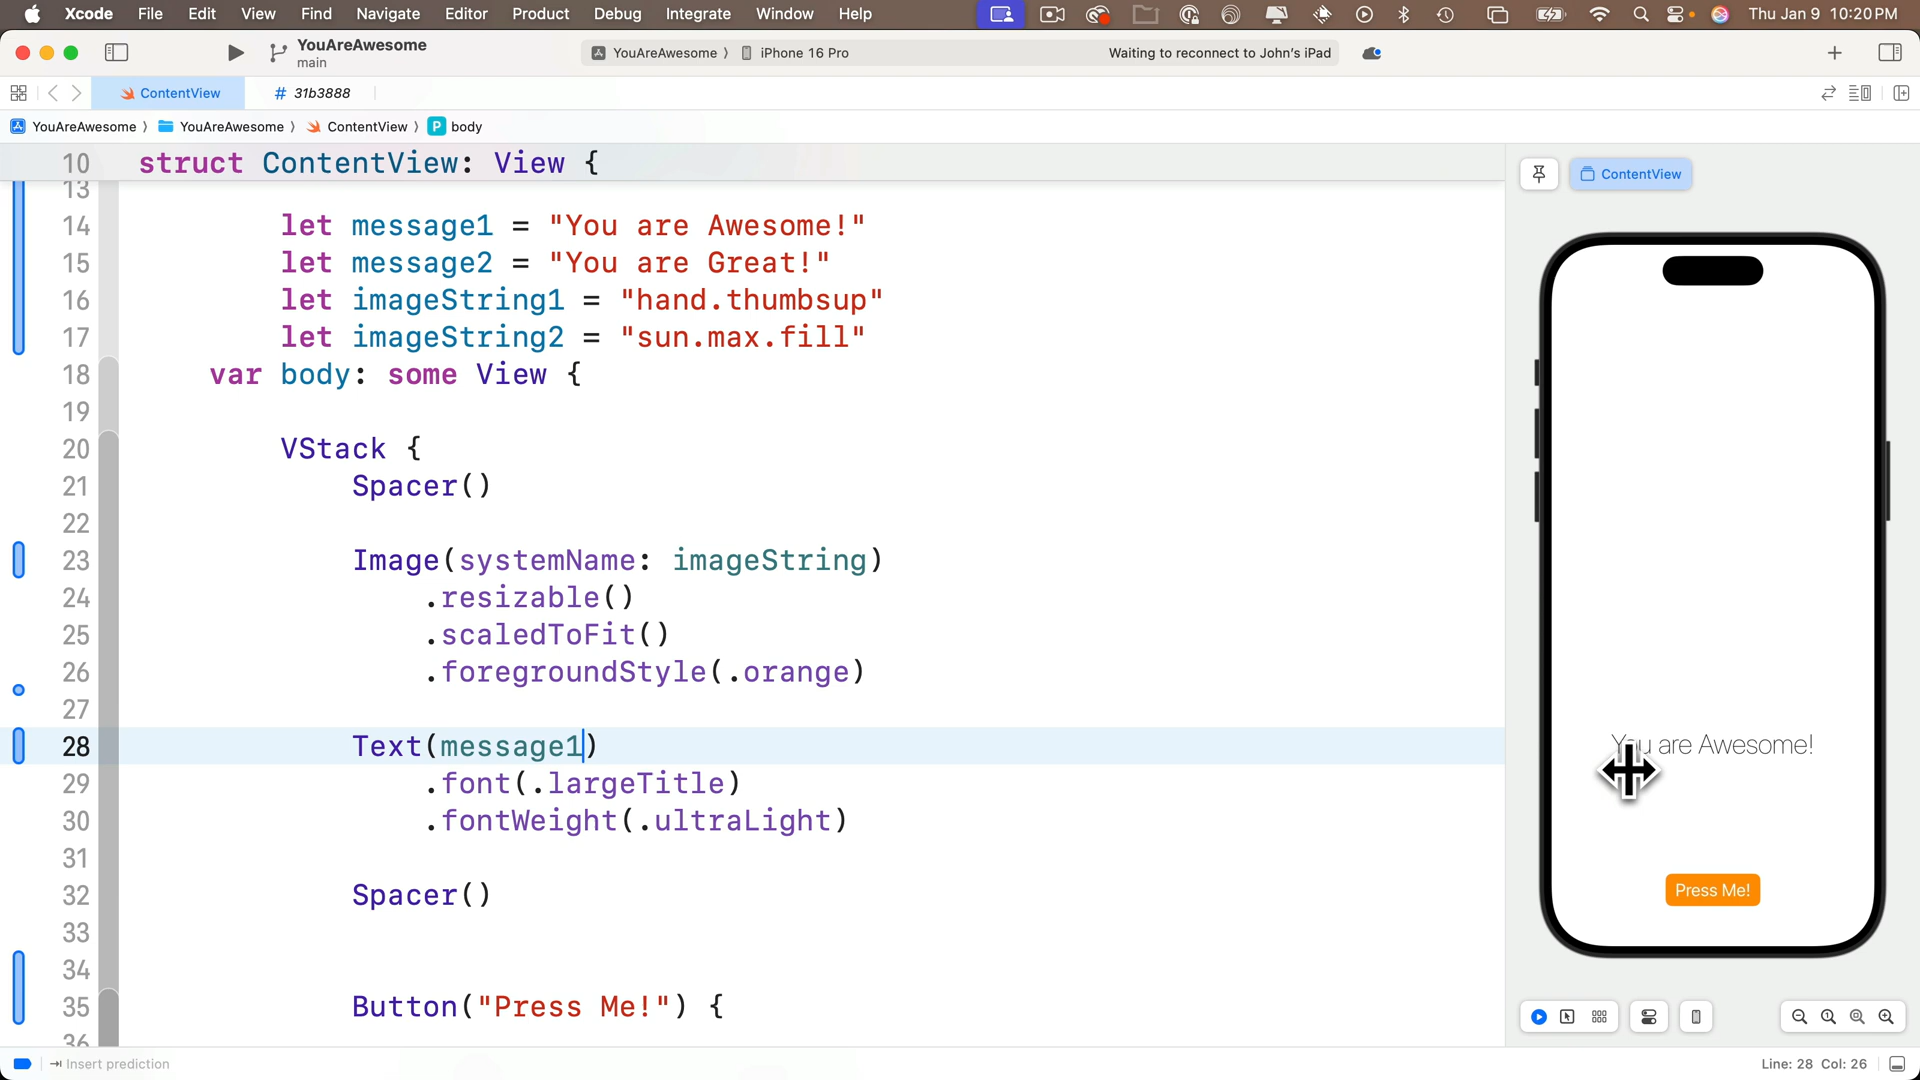 Xcode File Edit View Find Navigate Editor Product Debug Integrate Window Help Thu Jan 9 10:20 PM
YouAreAwesome
main
YouAreAwesome 〉 iPhone 16 Pro Waiting to reconnect to John's iPad
ContentView # 31b3888
YouAreAwesome 〉 YouAreAwesome 〉 ContentView 〉 P body
10 struct ContentView: View {
13
14 let message1 = "You are Awesome!"
15 let message2 = "You are Great!"
16 let imageString1 = "hand.thumbsup"
17 let imageString2 = "sun.max.fill"
18 var body: some View {
19
20 VStack {
21 Spacer()
22
23 Image(systemName: imageString)
24 .resizable()
25 .scaledToFit()
26 .foregroundStyle(.orange)
27
28 Text(message1)
29 .font(.largeTitle)
30 .fontWeight(.ultraLight)
31
32 Spacer()
33
34
35 Button("Press Me!") {
36
ContentView
You are Awesome!
Press Me!
Insert prediction
Line: 28 Col: 26